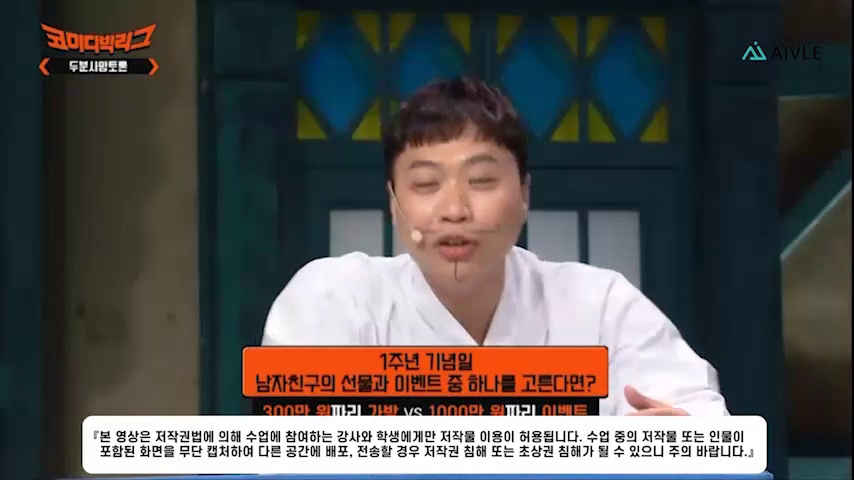 코미디빅리그
두분사망토론
AIVLE
1주년 기념일
남자친구의 선물과 이벤트 중 하나를 고른다면?
300만 원짜리 가방 vs 1000만 원짜리 이벤트
『본 영상은 저작권법에 의해 수업에 참여하는 강사와 학생에게만 저작물 이용이 허용됩니다. 수업 중의 저작물 또는 인물이
포함된 화면을 무단 캡처하여 다른 공간에 배포, 전송할 경우 저작권 침해 또는 초상권 침해가 될 수 있으니 주의 바랍니다.』